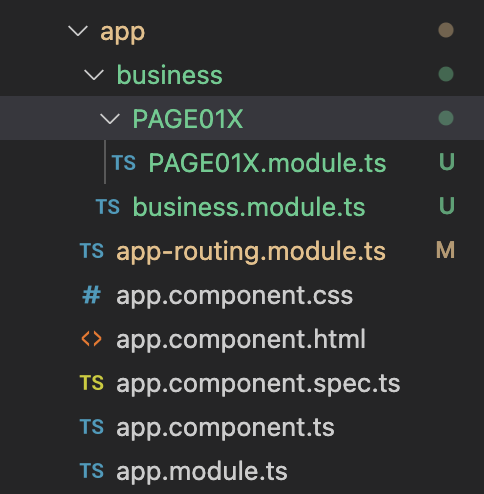 app
business
PAGE01X
TS PAGE01X.module.ts U
TS business.module.ts U
TS app-routing.module.ts M
# app.component.css
<> app.component.html
TS app.component.spec.ts
TS app.component.ts
TS app.module.ts